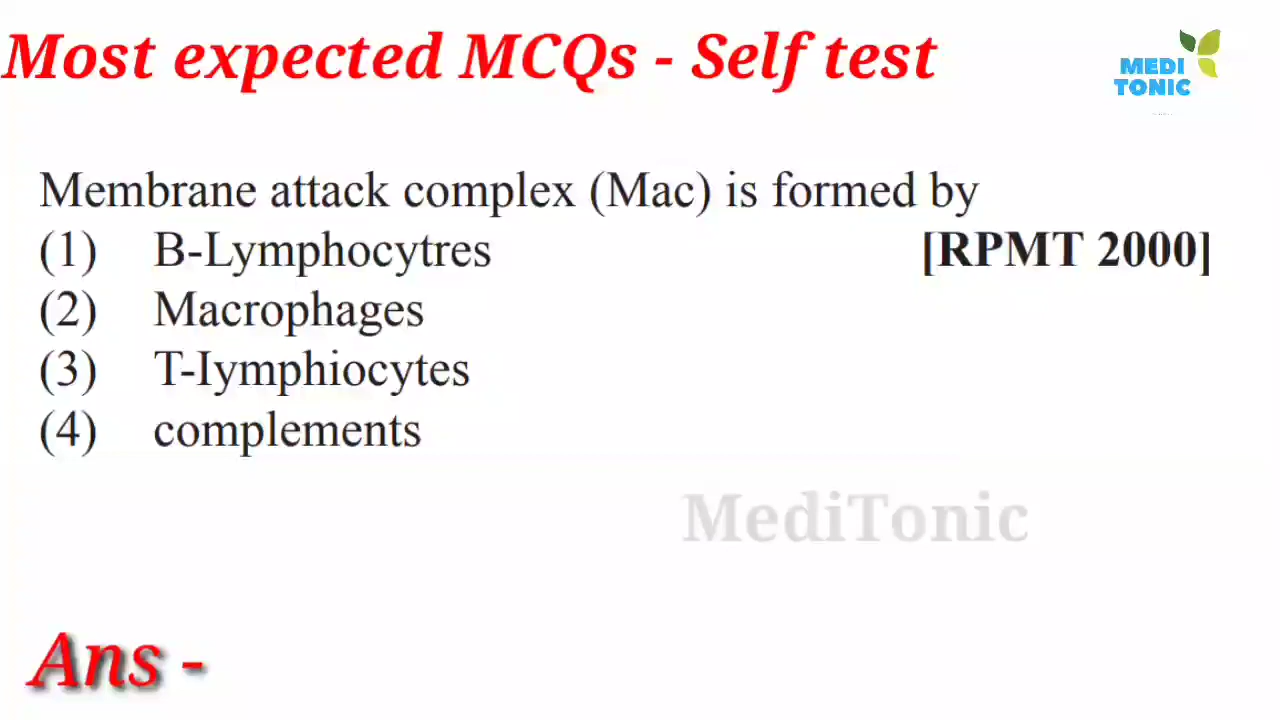 Most expected MCQs - Self test
MEDI
TONIC
Membrane attack complex (Mac) is formed by
(1) B-Lymphocytres [RPMT 2000]
(2) Macrophages
(3) T-Iymphiocytes
(4) complements
MediTonic
Ans -